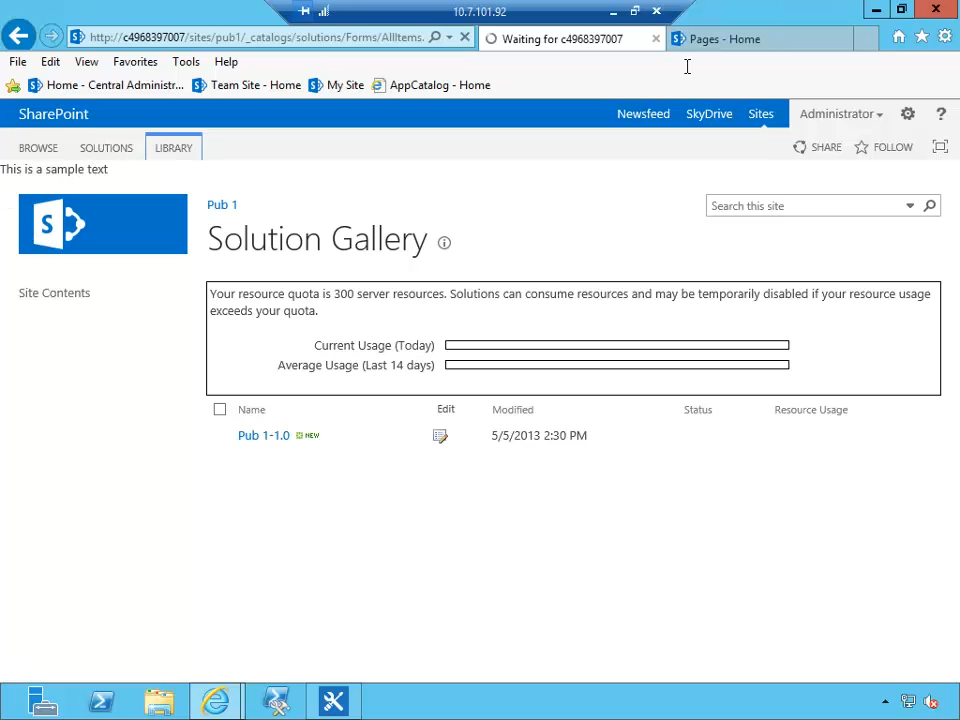 10.7.101.92
http://c4968397007/sites/pub1/_catalogs/solutions/Forms/AllItems.
Waiting for c4968397007
Pages - Home
File Edit View Favorites Tools Help
Home - Central Administr...
Team Site - Home
My Site
AppCatalog - Home
SharePoint
Newsfeed SkyDrive Sites
Administrator
?
BROWSE SOLUTIONS LIBRARY
SHARE FOLLOW
This is a sample text
S
Pub 1
Search this site
Solution Gallery
Site Contents
Your resource quota is 300 server resources. Solutions can consume resources and may be temporarily disabled if your resource usage
exceeds your quota.
Current Usage (Today)
Average Usage (Last 14 days)
Name Edit Modified Status Resource Usage
Pub 1-1.0 NEW 5/5/2013 2:30 PM